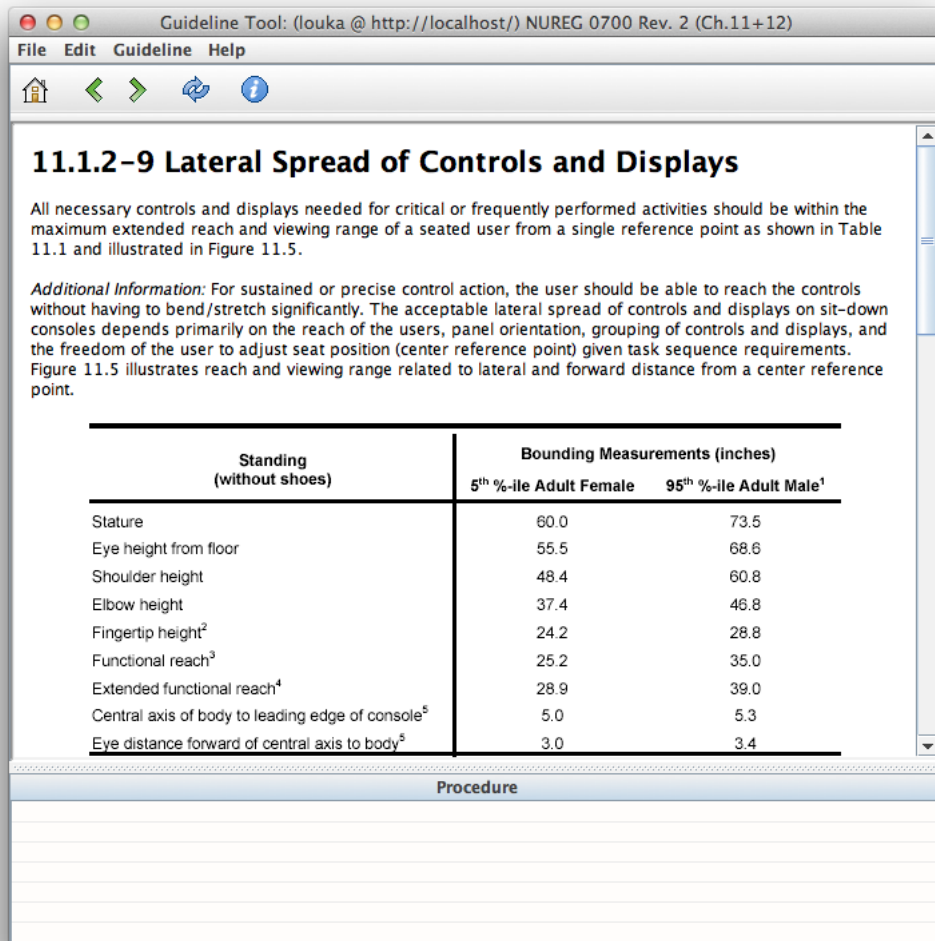 Guideline Tool: (louka @ http://localhost/) NUREG 0700 Rev. 2 (Ch.11+12)
File Edit Guideline Help
11.1.2-9 Lateral Spread of Controls and Displays
All necessary controls and displays needed for critical or frequently performed activities should be within the
maximum extended reach and viewing range of a seated user from a single reference point as shown in Table
11.1 and illustrated in Figure 11.5.
Additional Information: For sustained or precise control action, the user should be able to reach the controls
without having to bend/stretch significantly. The acceptable lateral spread of controls and displays on sit-down
consoles depends primarily on the reach of the users, panel orientation, grouping of controls and displays, and
the freedom of the user to adjust seat position (center reference point) given task sequence requirements.
Figure 11.5 illustrates reach and viewing range related to lateral and forward distance from a center reference
point.
Standing
(without shoes)
Bounding Measurements (inches)
5th %-ile Adult Female 95th %-ile Adult Male1
Stature 60.0 73.5
Eye height from floor 55.5 68.6
Shoulder height 48.4 60.8
Elbow height 37.4 46.8
Fingertip height2 24.2 28.8
Functional reach3 25.2 35.0
Extended functional reach4 28.9 39.0
Central axis of body to leading edge of console5 5.0 5.3
Eye distance forward of central axis to body5 3.0 3.4
Procedure